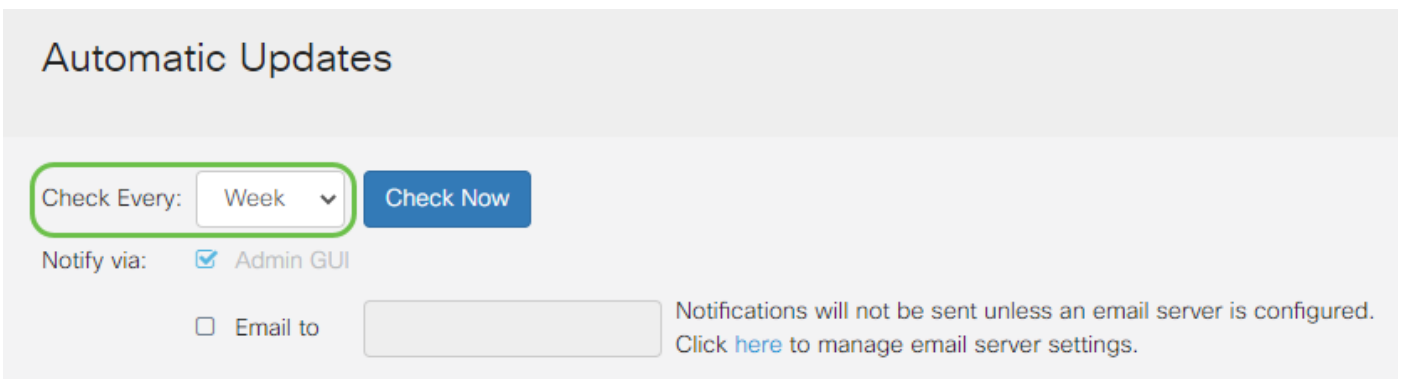 Automatic Updates
Check Every: Week Check Now
Notify via: Admin GUI
Email to
Notifications will not be sent unless an email server is configured.
Click here to manage email server settings.